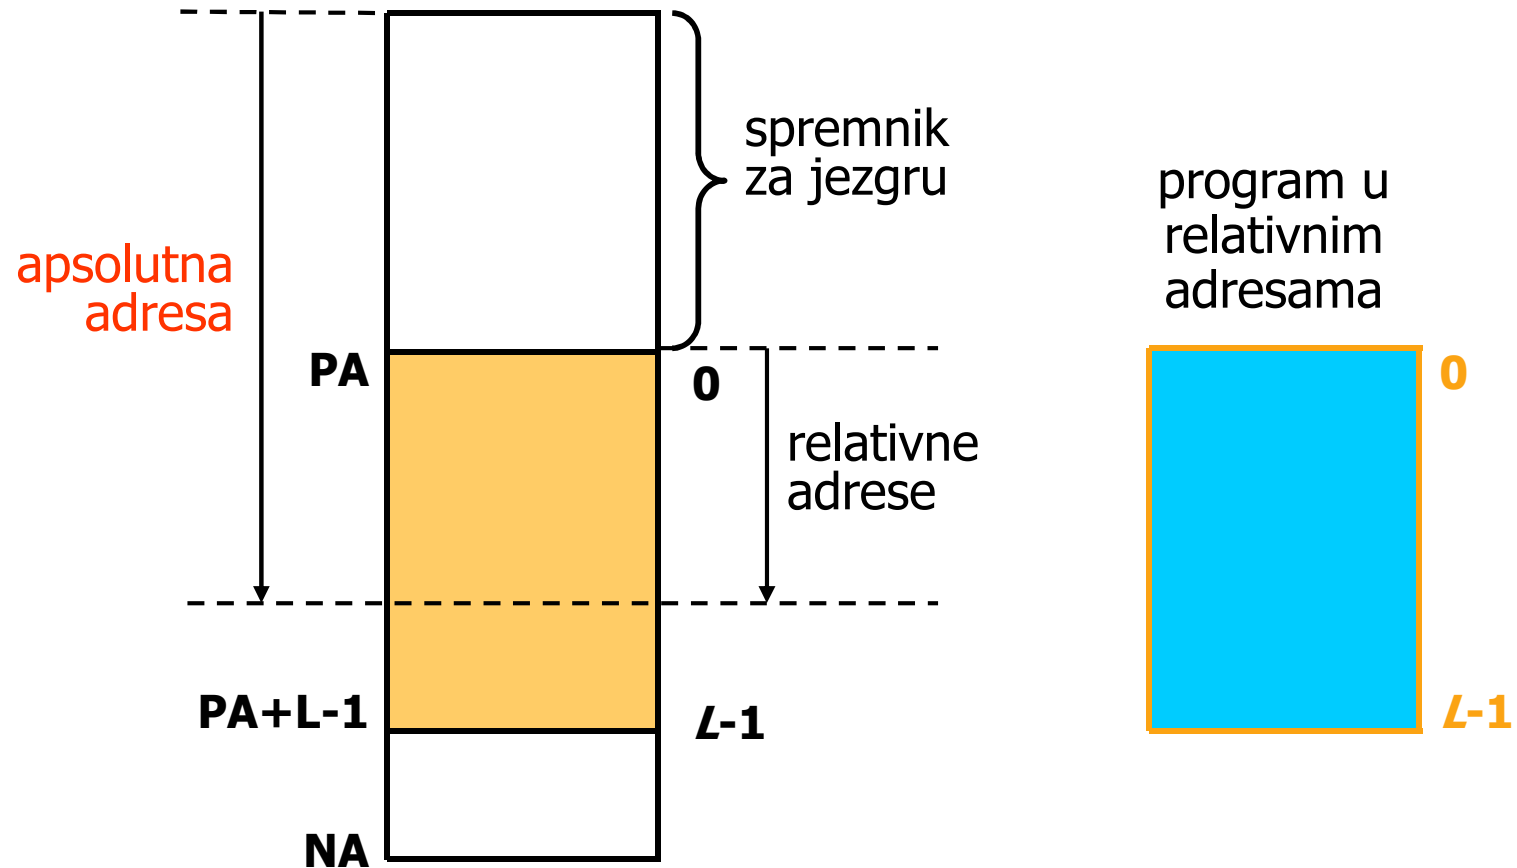 spremnik
za jezgru
program u
relativnim
adresama
apsolutna
adresa
PA
0
0
relativne
adrese
PA+L-1
L-1
L-1
NA